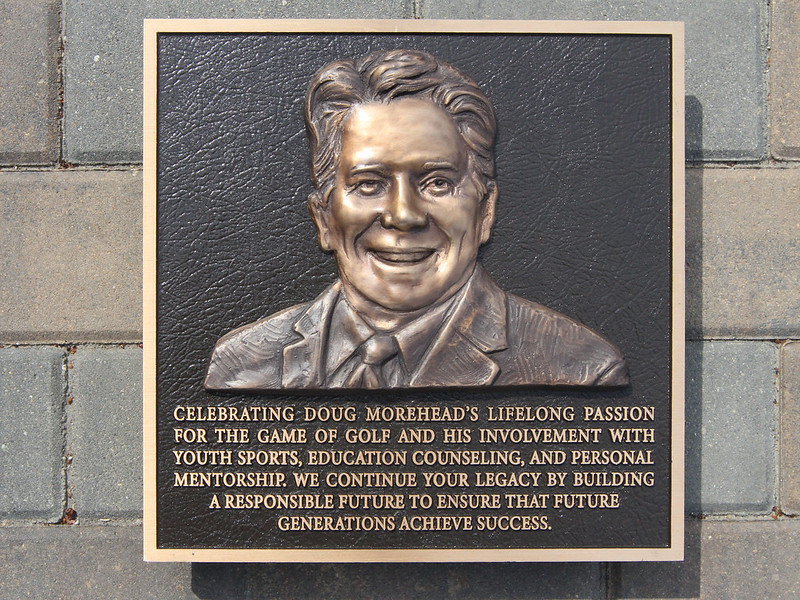 CELEBRATING DOUG MOREHEAD'S LIFELONG PASSION
FOR THE GAME OF GOLF AND HIS INVOLVEMENT WITH
YOUTH SPORTS, EDUCATION COUNSELING, AND PERSONAL
MENTORSHIP. WE CONTINUE YOUR LEGACY BY BUILDING
A RESPONSIBLE FUTURE TO ENSURE THAT FUTURE
GENERATIONS ACHIEVE SUCCESS.